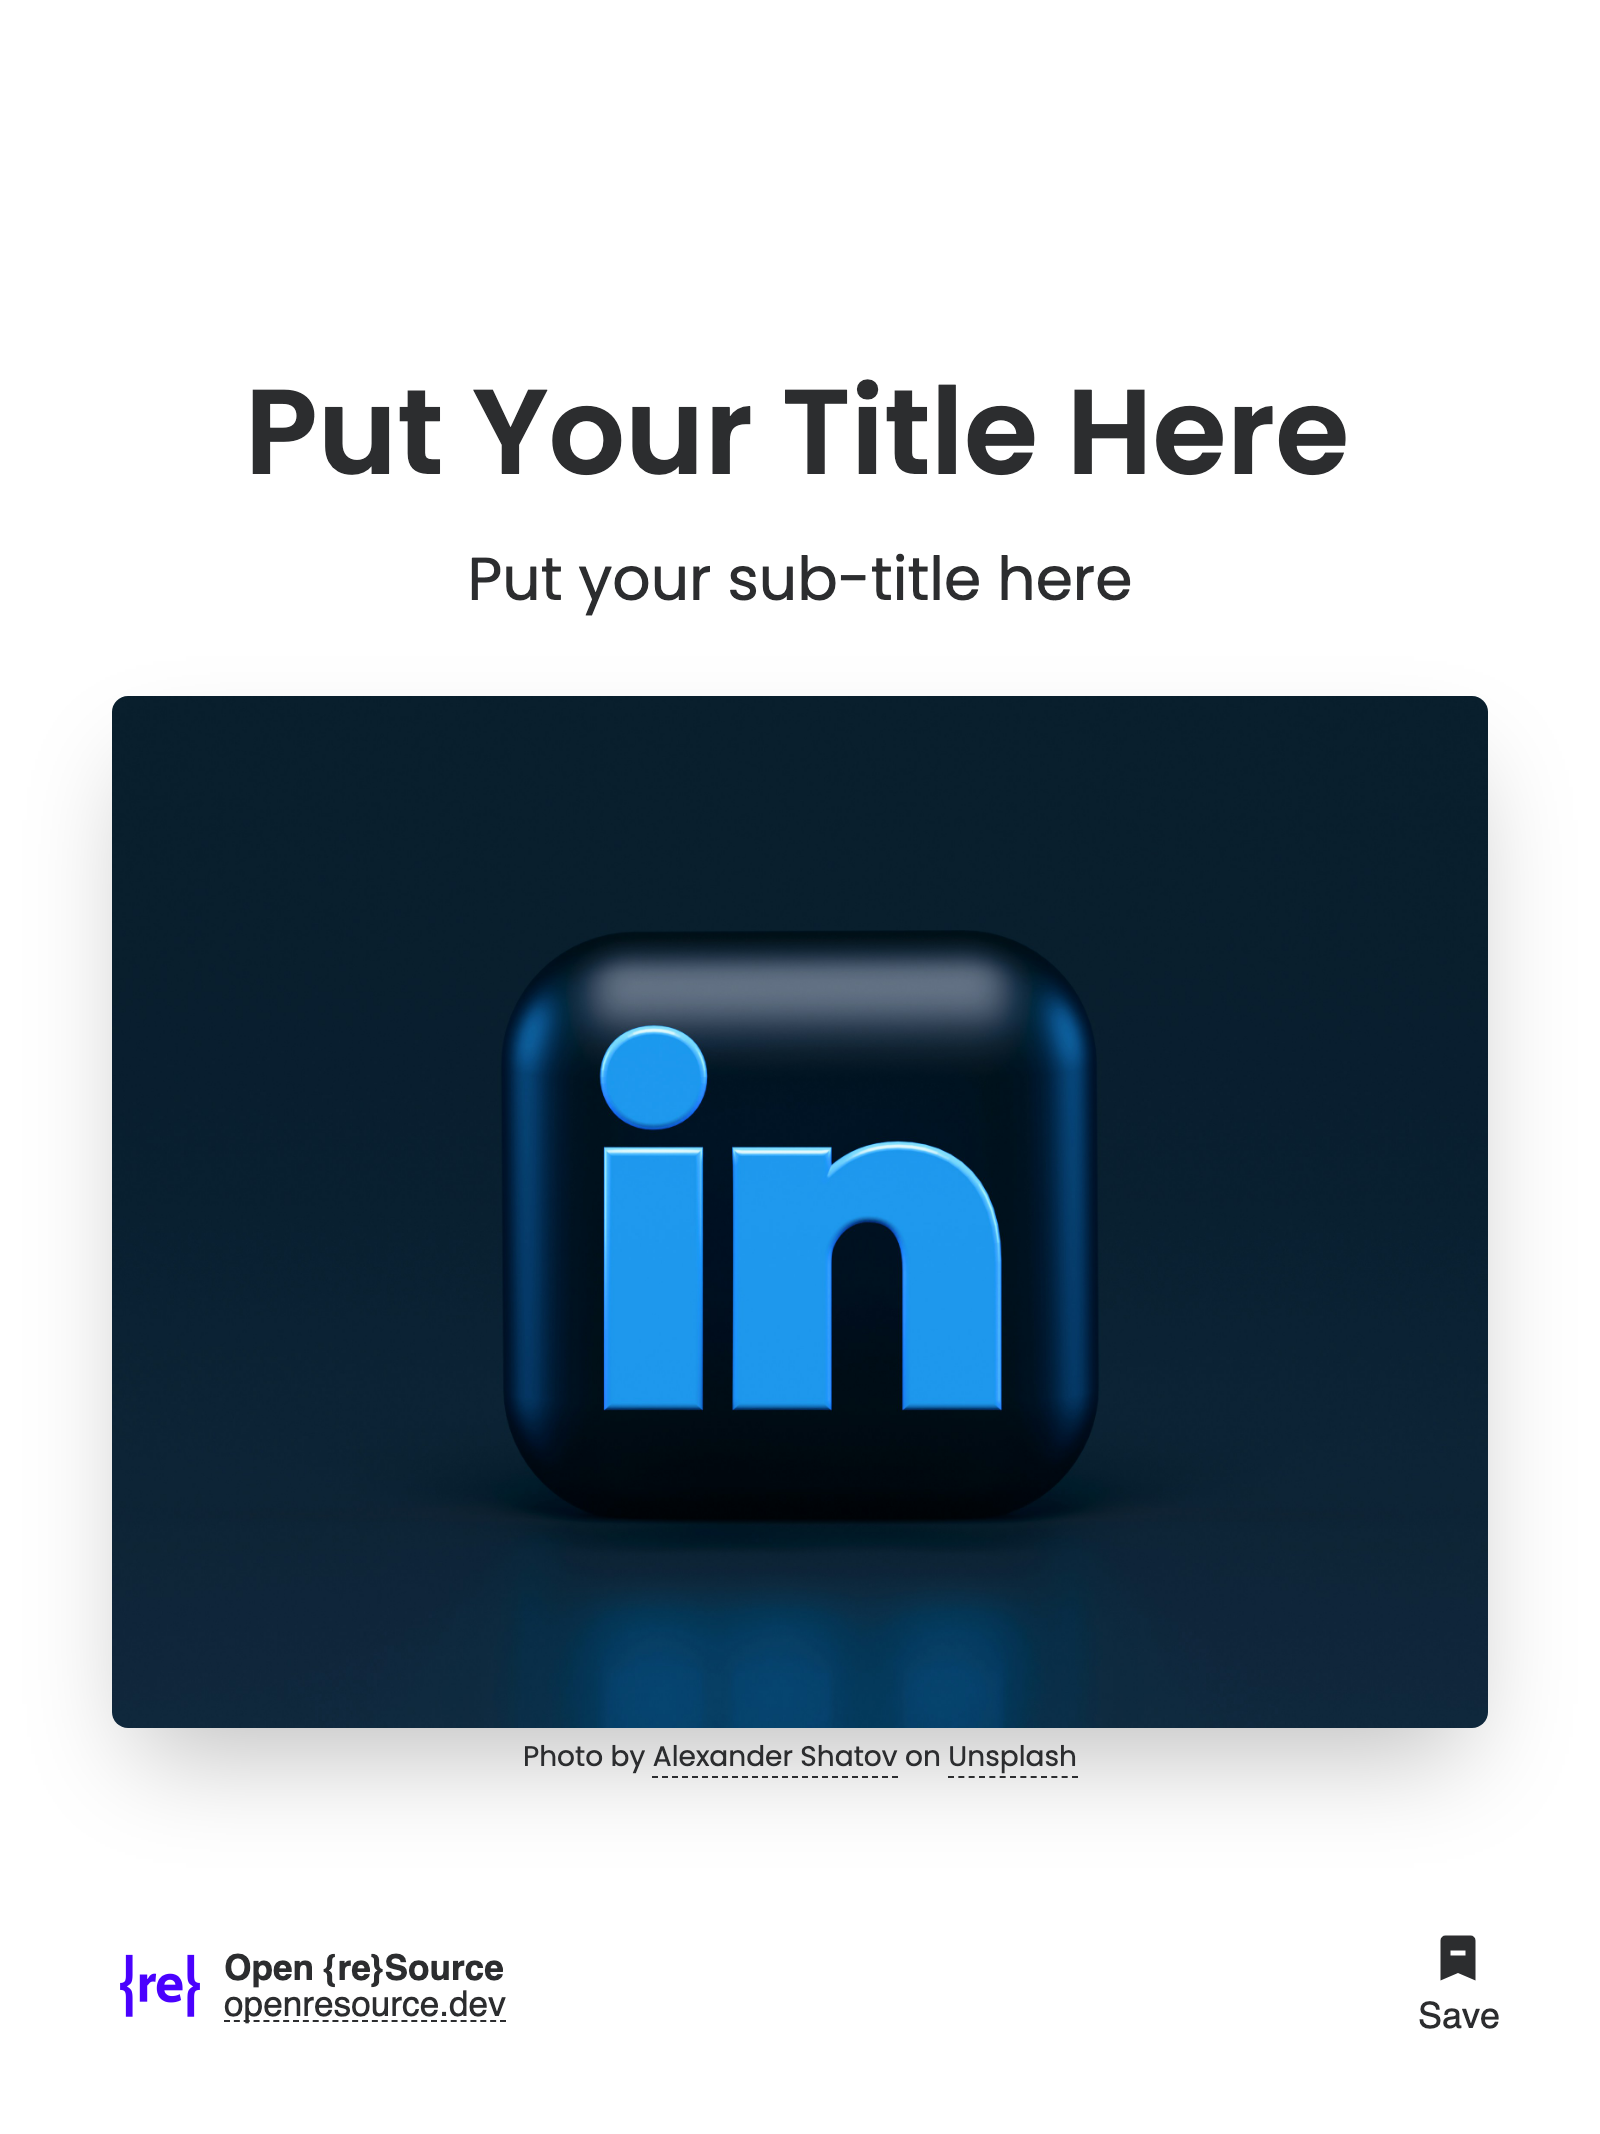 Put Your Title Here
Put your sub-title here
in
Photo by Alexander Shatov on Unsplash
{re} Open {re}Source
openresource.dev
Save